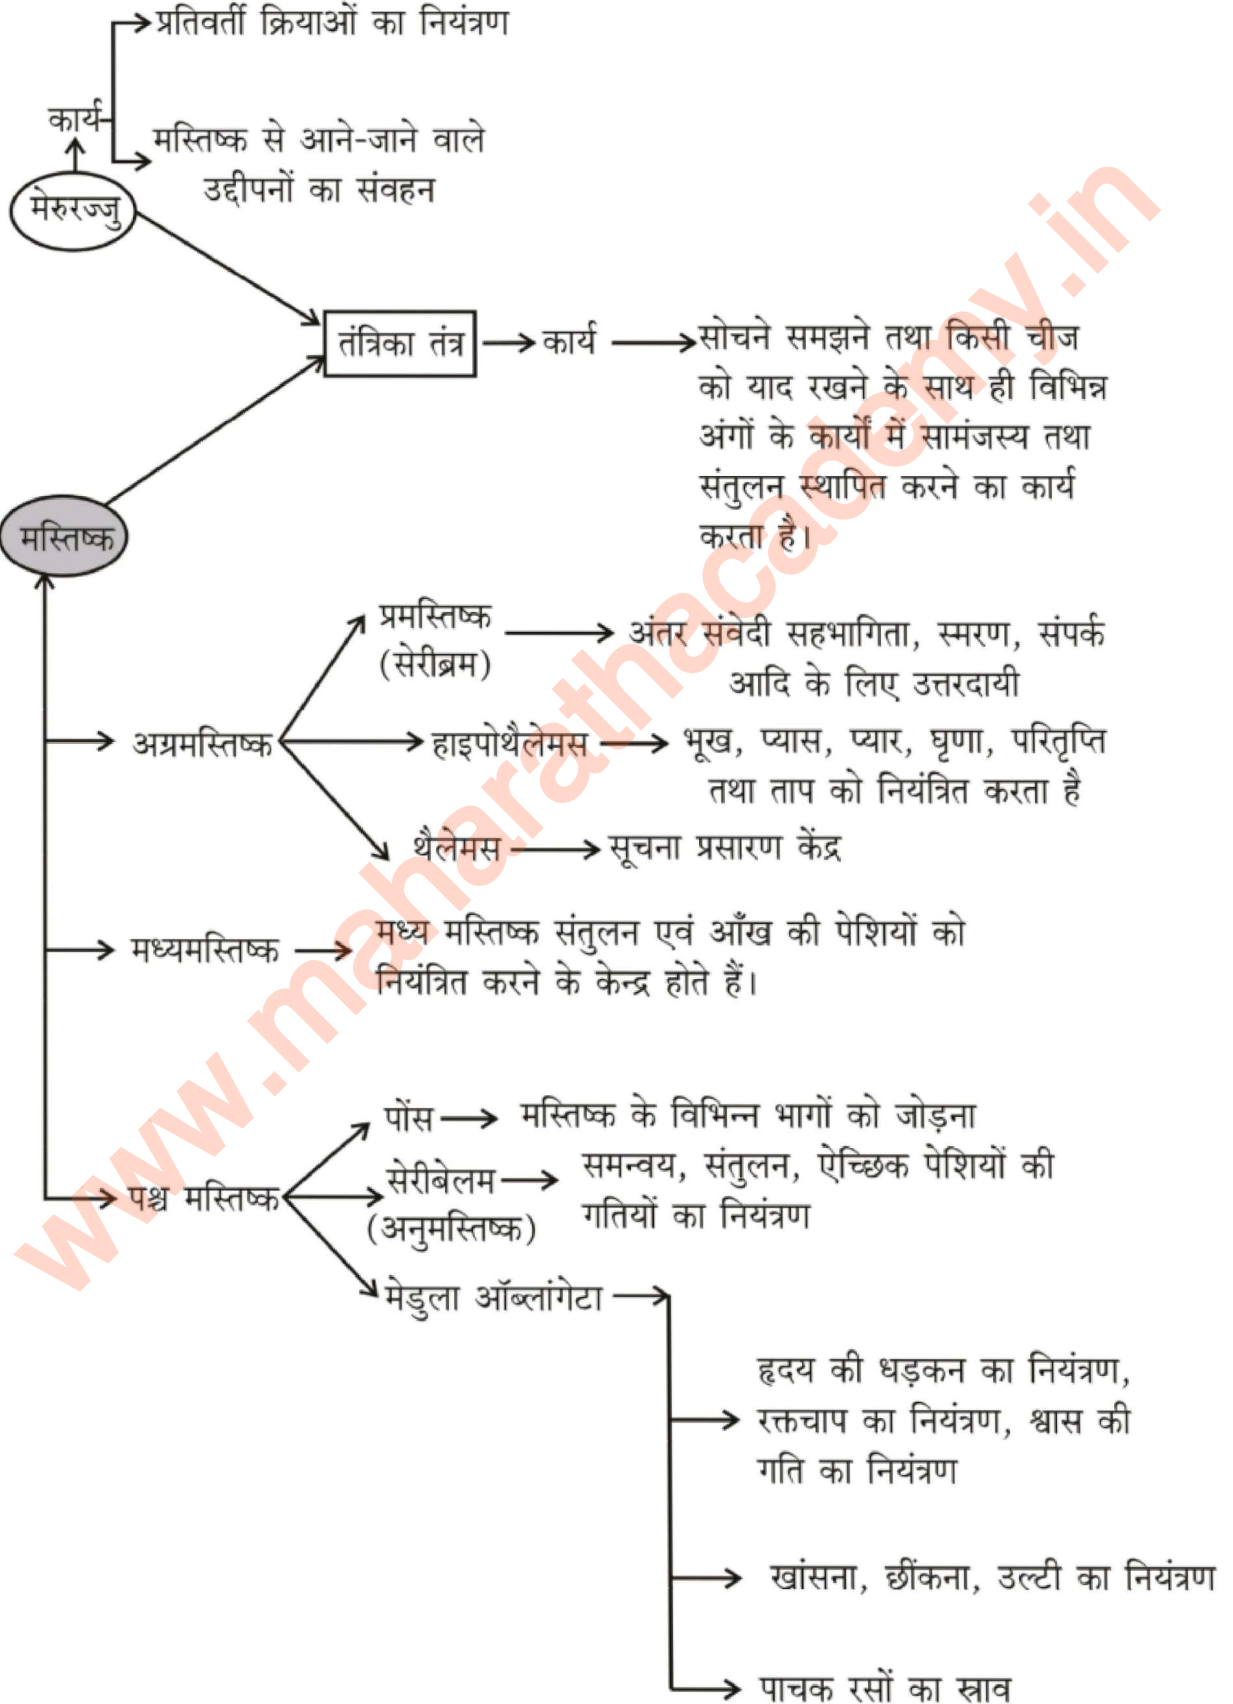 प्रतिवर्ती क्रियाओं का नियंत्रण
कार्य
मस्तिष्क से आने-जाने वाले
उद्दीपनों का संवहन
मेरुरज्जु
तंत्रिका तंत्र
कार्य
सोचने समझने तथा किसी चीज
को याद रखने के साथ ही विभिन्न
अंगों के कार्यों में सामंजस्य तथा
संतुलन स्थापित करने का कार्य
करता है।
मस्तिष्क
प्रमस्तिष्क
(सेरीब्रम)
अंतर संवेदी सहभागिता, स्मरण, संपर्क
आदि के लिए उत्तरदायी
अग्रमस्तिष्क
हाइपोथैलेमस
भूख, प्यास, प्यार, घृणा, परितृप्ति
तथा ताप को नियंत्रित करता है
थैलेमस
सूचना प्रसारण केंद्र
मध्यमस्तिष्क
मध्य मस्तिष्क संतुलन एवं आँख की पेशियों को
नियंत्रित करने के केन्द्र होते हैं।
पोंस
मस्तिष्क के विभिन्न भागों को जोड़ना
पश्च मस्तिष्क
सेरीबेलम
(अनुमस्तिष्क)
समन्वय, संतुलन, ऐच्छिक पेशियों की
गतियों का नियंत्रण
मेडुला ऑब्लांगेटा
हृदय की धड़कन का नियंत्रण,
रक्तचाप का नियंत्रण, श्वास की
गति का नियंत्रण
खांसना, छींकना, उल्टी का नियंत्रण
पाचक रसों का स्राव
www.maharathacademy.in